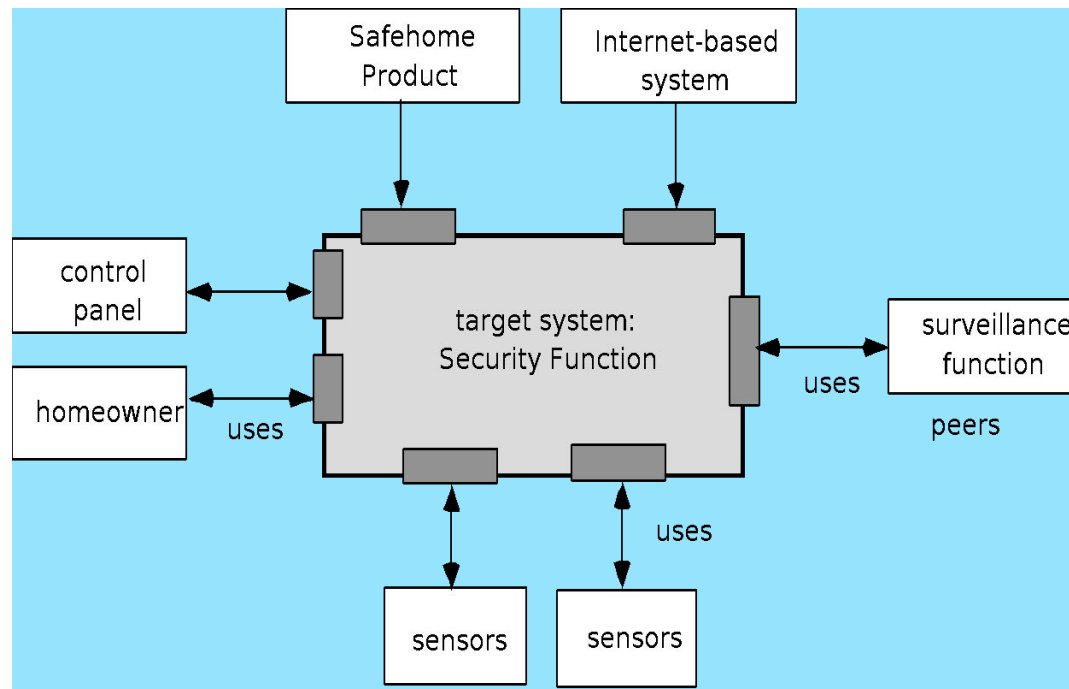 Safehome
Product
Internet-based
system
control
panel
target system:
Security Function
surveillance
function
uses
homeowner
uses
peers
uses
sensors
sensors